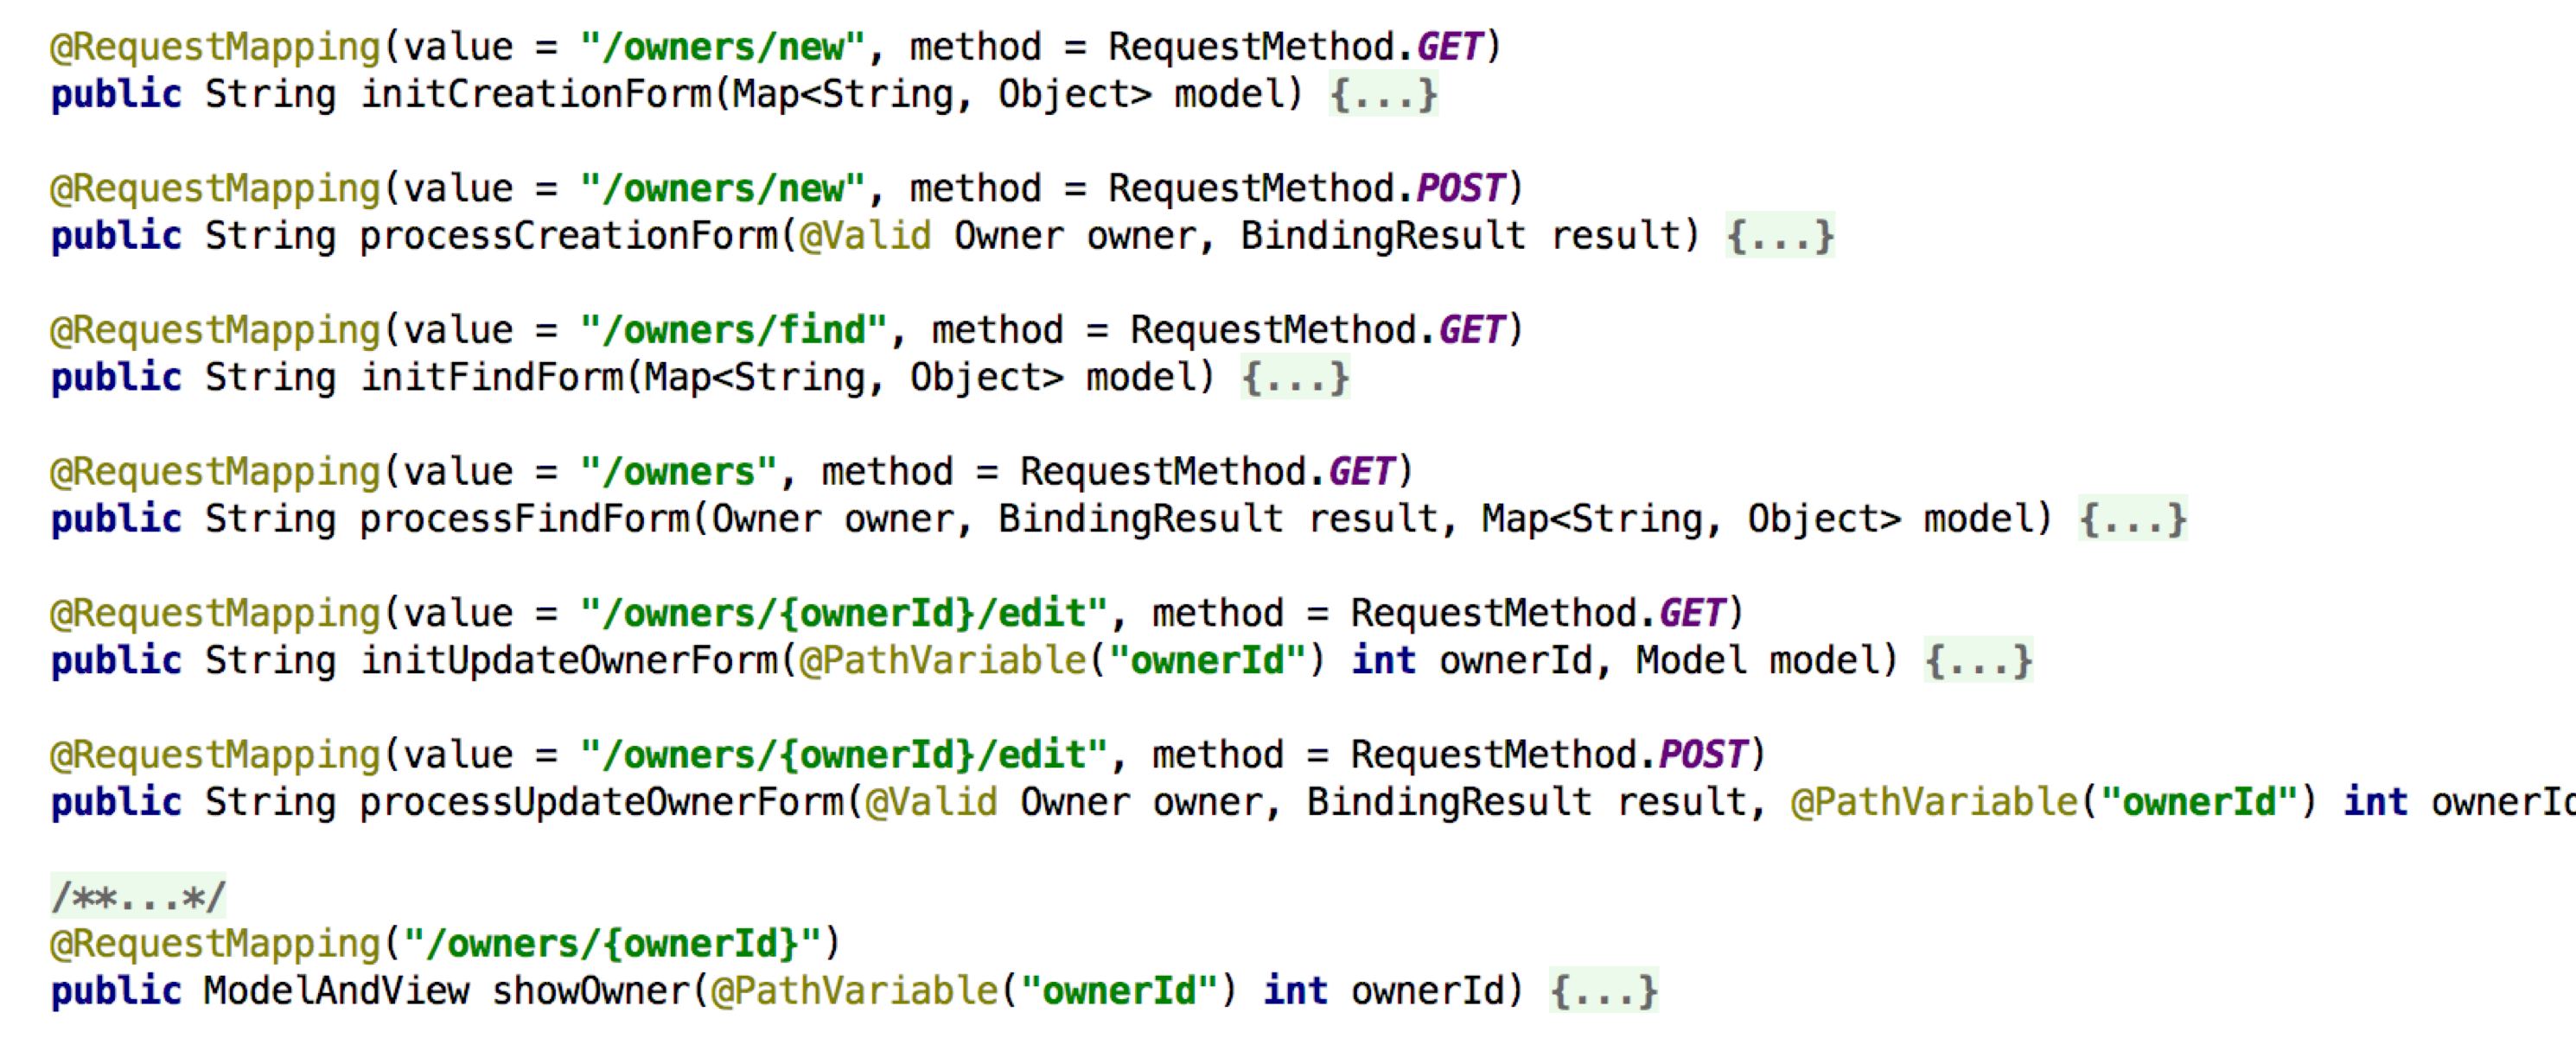 @RequestMapping(value = "/owners/new", method = RequestMethod.GET)
public String initCreationForm(Map<String, Object> model) {...}
@RequestMapping(value = "/owners/new", method = RequestMethod.POST)
public String processCreationForm(@Valid Owner owner, BindingResult result) {...}
@RequestMapping(value = "/owners/find", method = RequestMethod.GET)
public String initFindForm(Map<String, Object> model) {...}
@RequestMapping(value = "/owners", method = RequestMethod.GET)
public String processFindForm(Owner owner, BindingResult result, Map<String, Object> model) {...}
@RequestMapping(value = "/owners/{ownerId}/edit", method = RequestMethod.GET)
public String initUpdateOwnerForm(@PathVariable("ownerId") int ownerId, Model model) {...}
@RequestMapping(value = "/owners/{ownerId}/edit", method = RequestMethod.POST)
public String processUpdateOwnerForm(@Valid Owner owner, BindingResult result, @PathVariable("ownerId") int ownerId
/**...*/
@RequestMapping("/owners/{ownerId}")
public ModelAndView showOwner(@PathVariable("ownerId") int ownerId) {...}